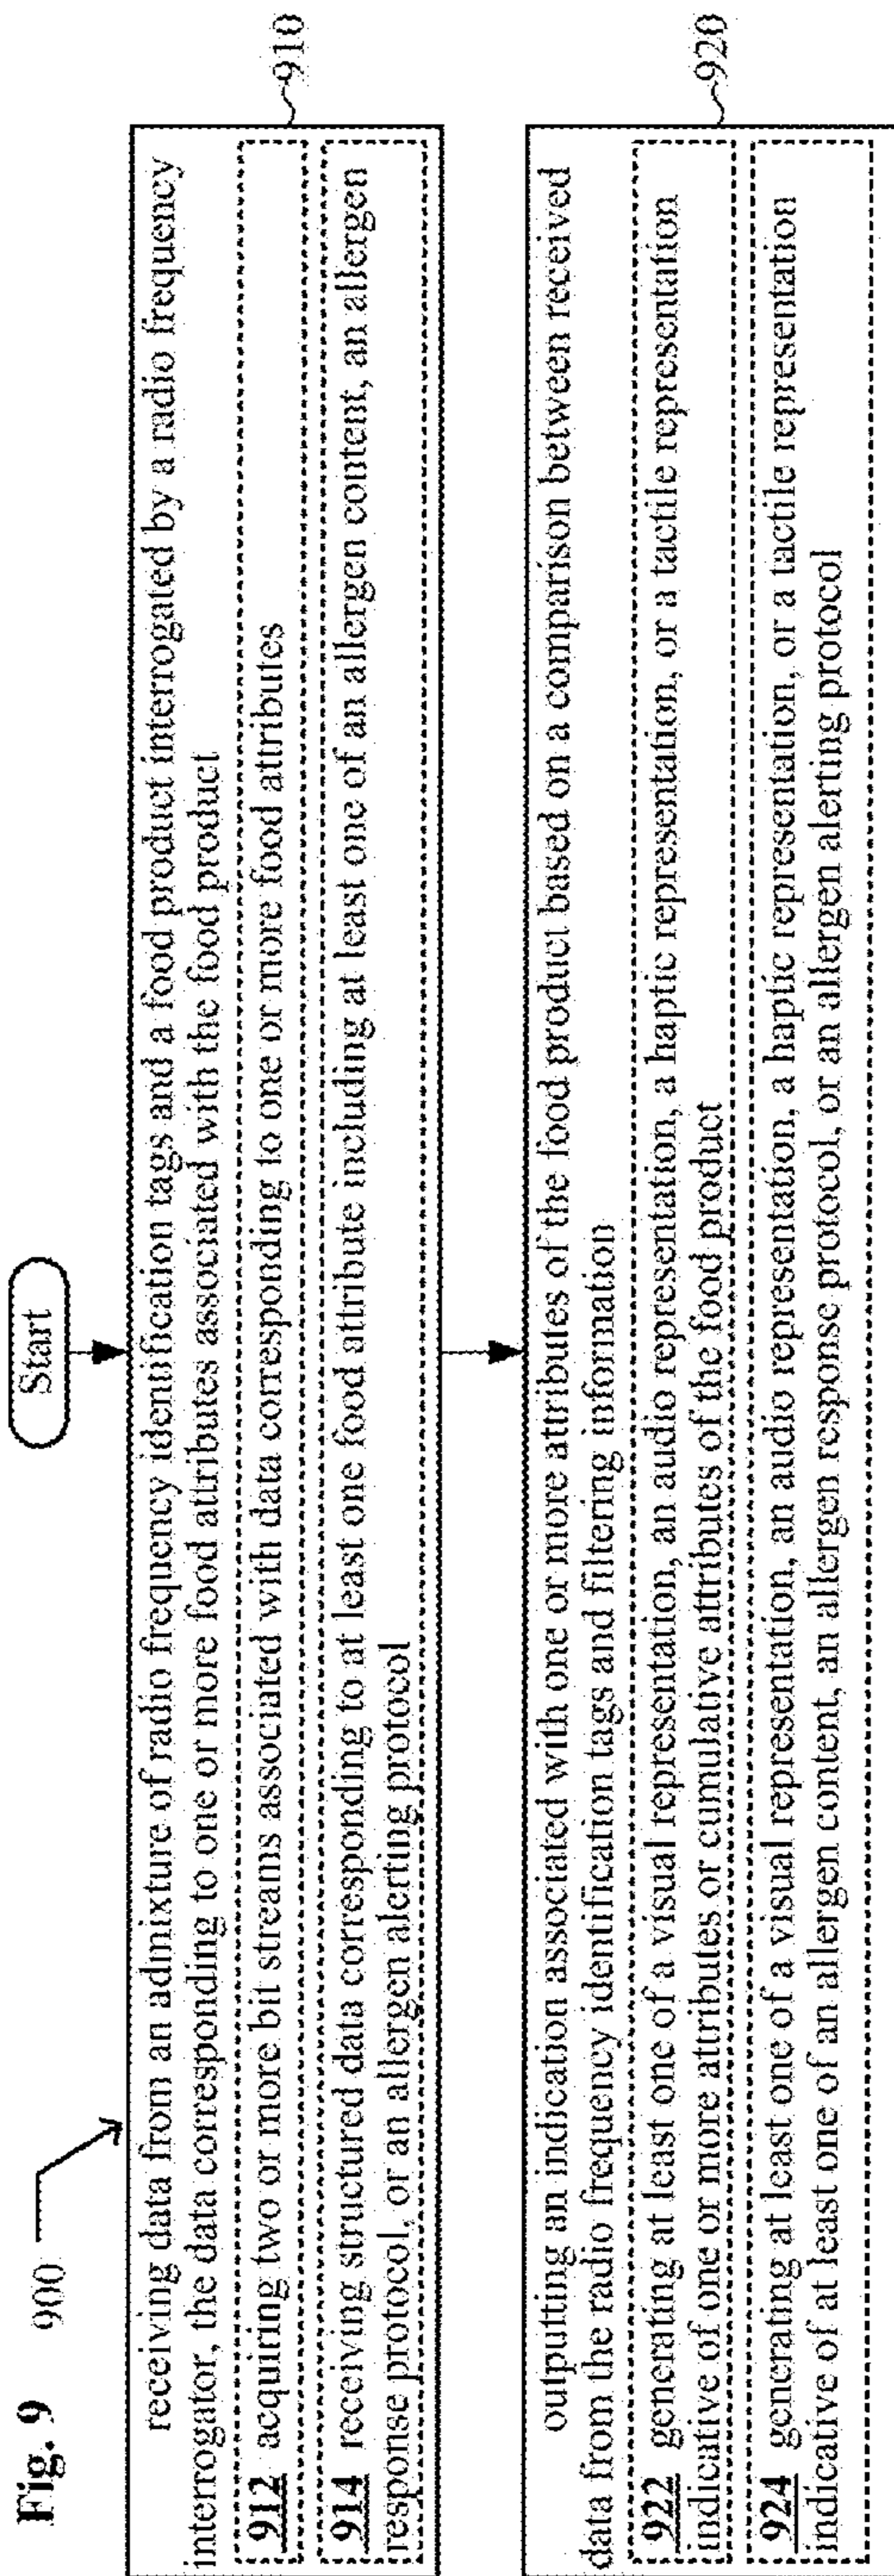 Fig. 9 900
Start
receiving data from an admixture of radio frequency identification tags and a food product interrogated by a radio frequency
interrogator, the data corresponding to one or more food attributes associated with the food product
912 acquiring two or more bit streams associated with data corresponding to one or more food attributes
914 receiving structured data corresponding to at least one food attribute including at least one of an allergen content, an allergen
response protocol, or an allergen alerting protocol
910
outputting an indication associated with one or more attributes of the food product based on a comparison between received
data from the radio frequency identification tags and filtering information
922 generating at least one of a visual representation, an audio representation, a haptic representation, or a tactile representation
indicative of one or more attributes or cumulative attributes of the food product
924 generating at least one of a visual representation, an audio representation, a haptic representation, or a tactile representation
indicative of at least one of an allergen content, an allergen response protocol, or an allergen alerting protocol
920